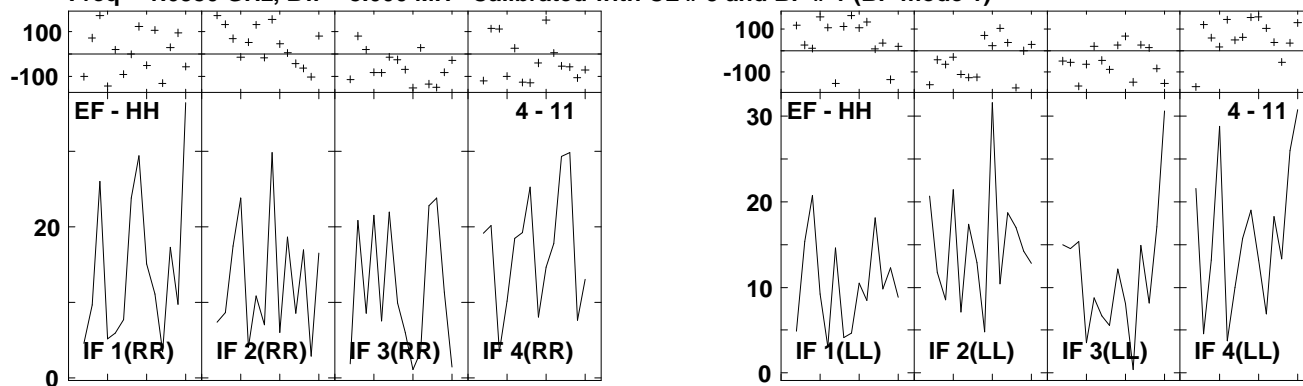 100
-100
EF - HH
4 - 11
20
0
IF 1(RR)
IF 2(RR)
IF 3(RR)
IF 4(RR)
100
-100
EF - HH
4 - 11
30
20
10
0
IF 1(LL)
IF 2(LL)
IF 3(LL)
IF 4(LL)